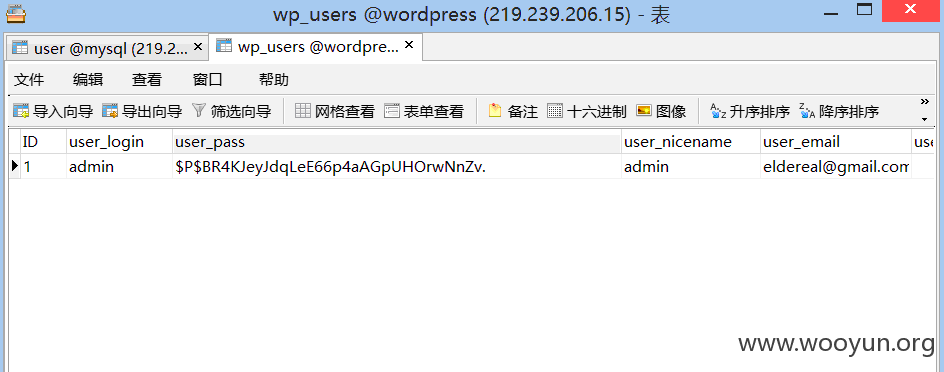 wp_users @wordpress (219.239.206.15) - 表
user @mysql (219.2... wp_users @wordpre...
文件 编辑 查看 窗口 帮助
导入向导 导出向导 筛选向导 网格查看 表单查看 备注 十六进制 图像 升序排序 降序排序
ID user_login user_pass user_nicename user_email use
1 admin $P$BR4KJeyJdqLeE66p4aAGpUHOrwNnZv. admin eldereal@gmail.com
www.wooyun.org